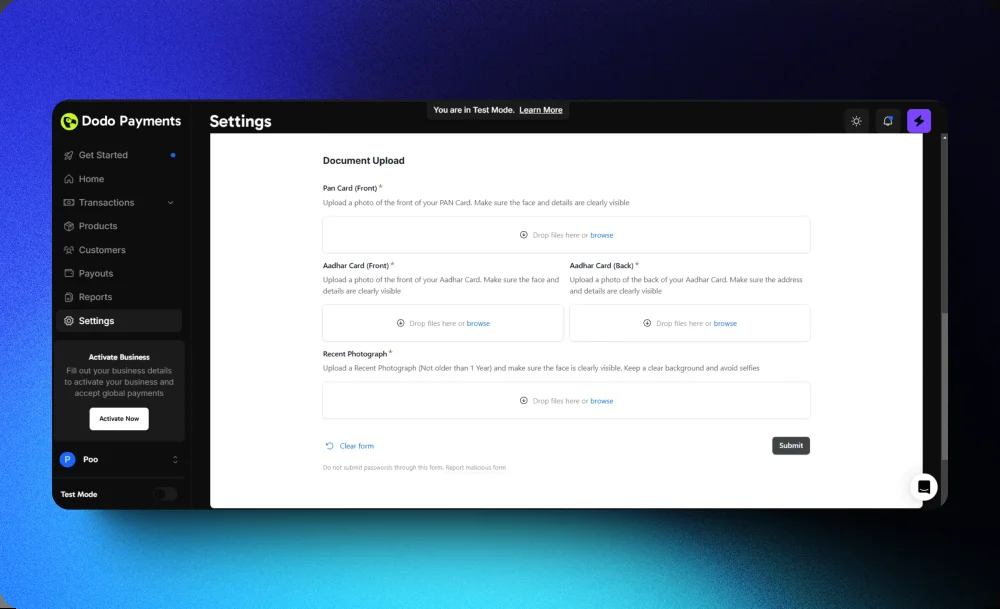 You are in Test Mode. Learn More
Dodo Payments
Settings
Get Started
Home
Transactions
Products
Customers
Payouts
Reports
Settings
Activate Business
Fill out your business details
to activate your business and
accept global payments
Activate Now
P Poo
Test Mode
Document Upload
Pan Card (Front) *
Upload a photo of the front of your PAN Card. Make sure the face and details are clearly visible
Drop files here or browse
Aadhar Card (Front) *
Upload a photo of the front of your Aadhar Card. Make sure the face and
details are clearly visible
Drop files here or browse
Aadhar Card (Back) *
Upload a photo of the back of your Aadhar Card. Make sure the address
and details are clearly visible
Drop files here or browse
Recent Photograph *
Upload a Recent Photograph (Not older than 1 Year) and make sure the face is clearly visible. Keep a clear background and avoid selfies
Drop files here or browse
Clear form
Submit
Do not submit passwords through this form. Report malicious form